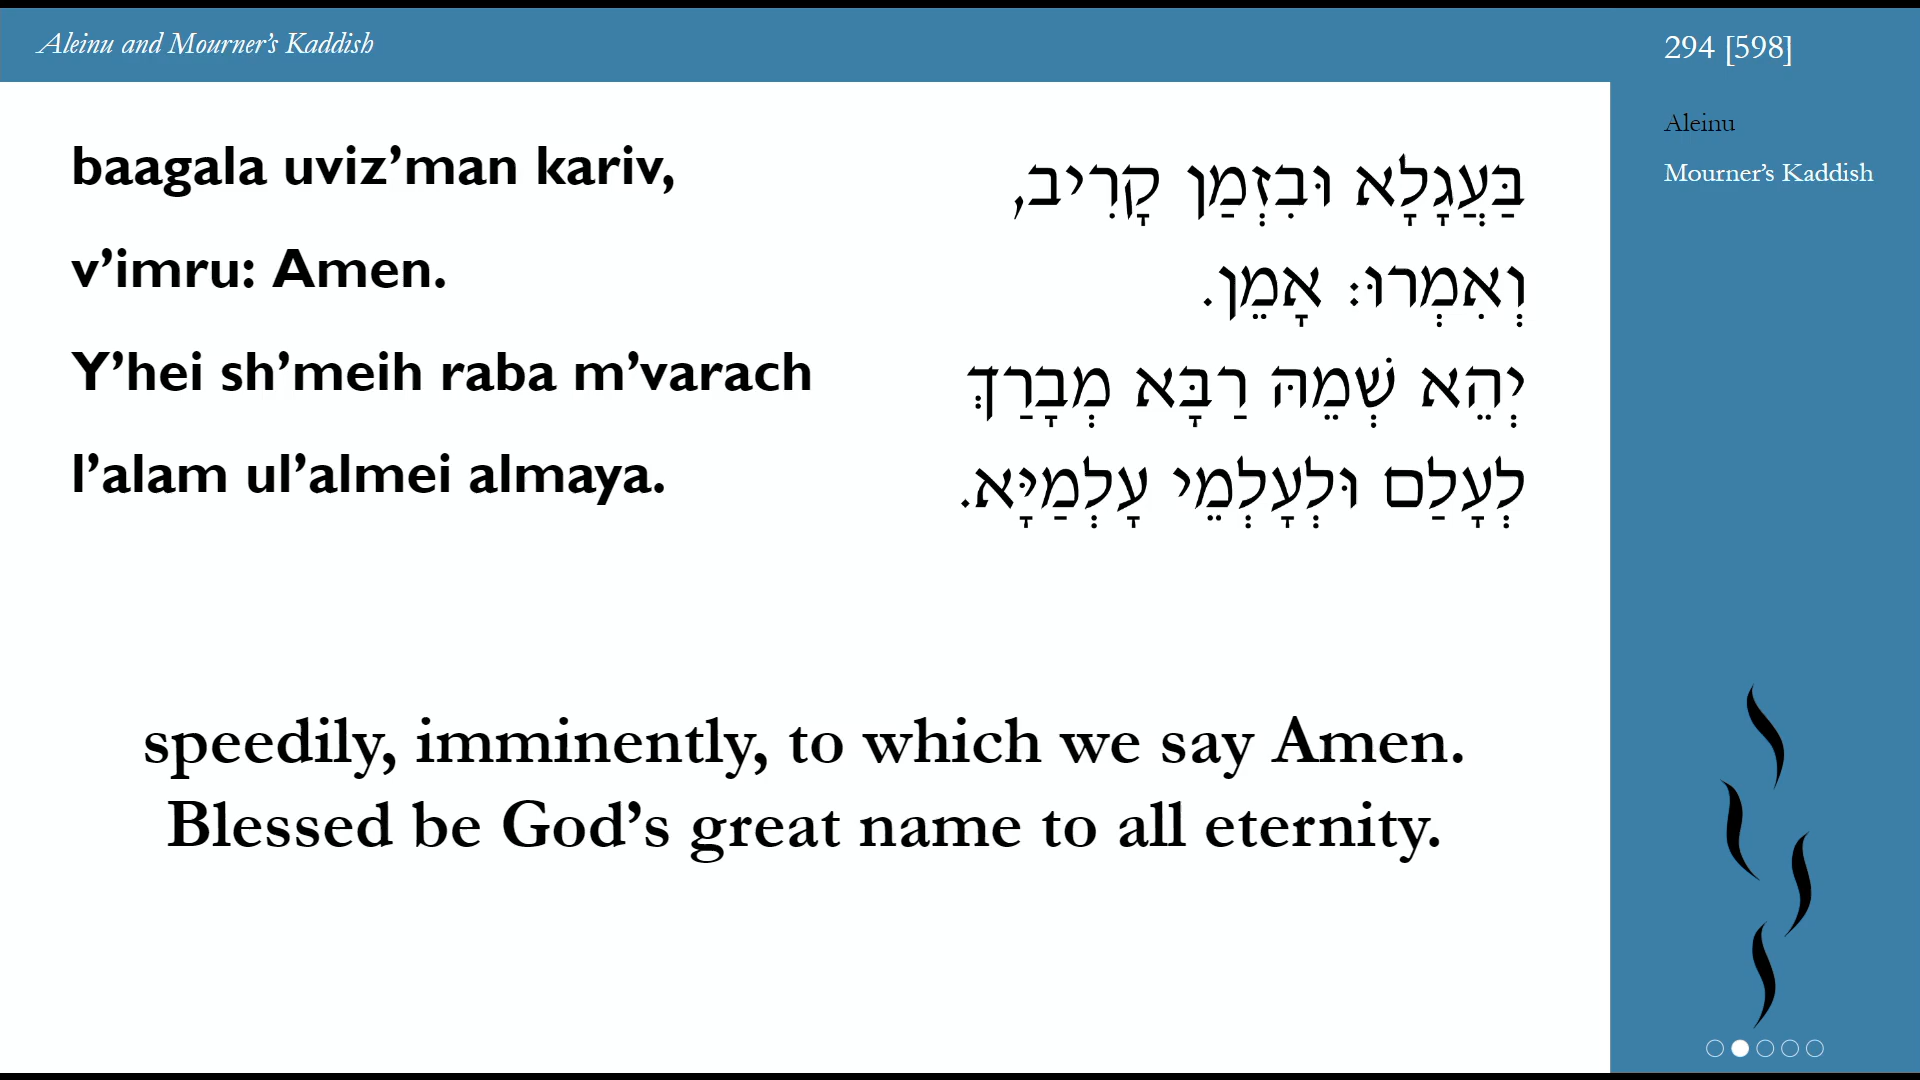 Aleinu and Mourner’s Kaddish
294 [598]
Aleinu
Mourner’s Kaddish
baagala uviz’man kariv,
v’imru: Amen.
Y’hei sh’meih raba m’varach
l’alam ul’almei almaya.
בַּעֲגָלָא וּבִזְמַן קָרִיב,
וְאִמְרוּ: אָמֵן.
יְהֵא שְׁמֵהּ רַבָּא מְבָרַךְ
לְעָלַם וּלְעָלְמֵי עָלְמַיָּא.
speedily, imminently, to which we say Amen.
Blessed be God’s great name to all eternity.